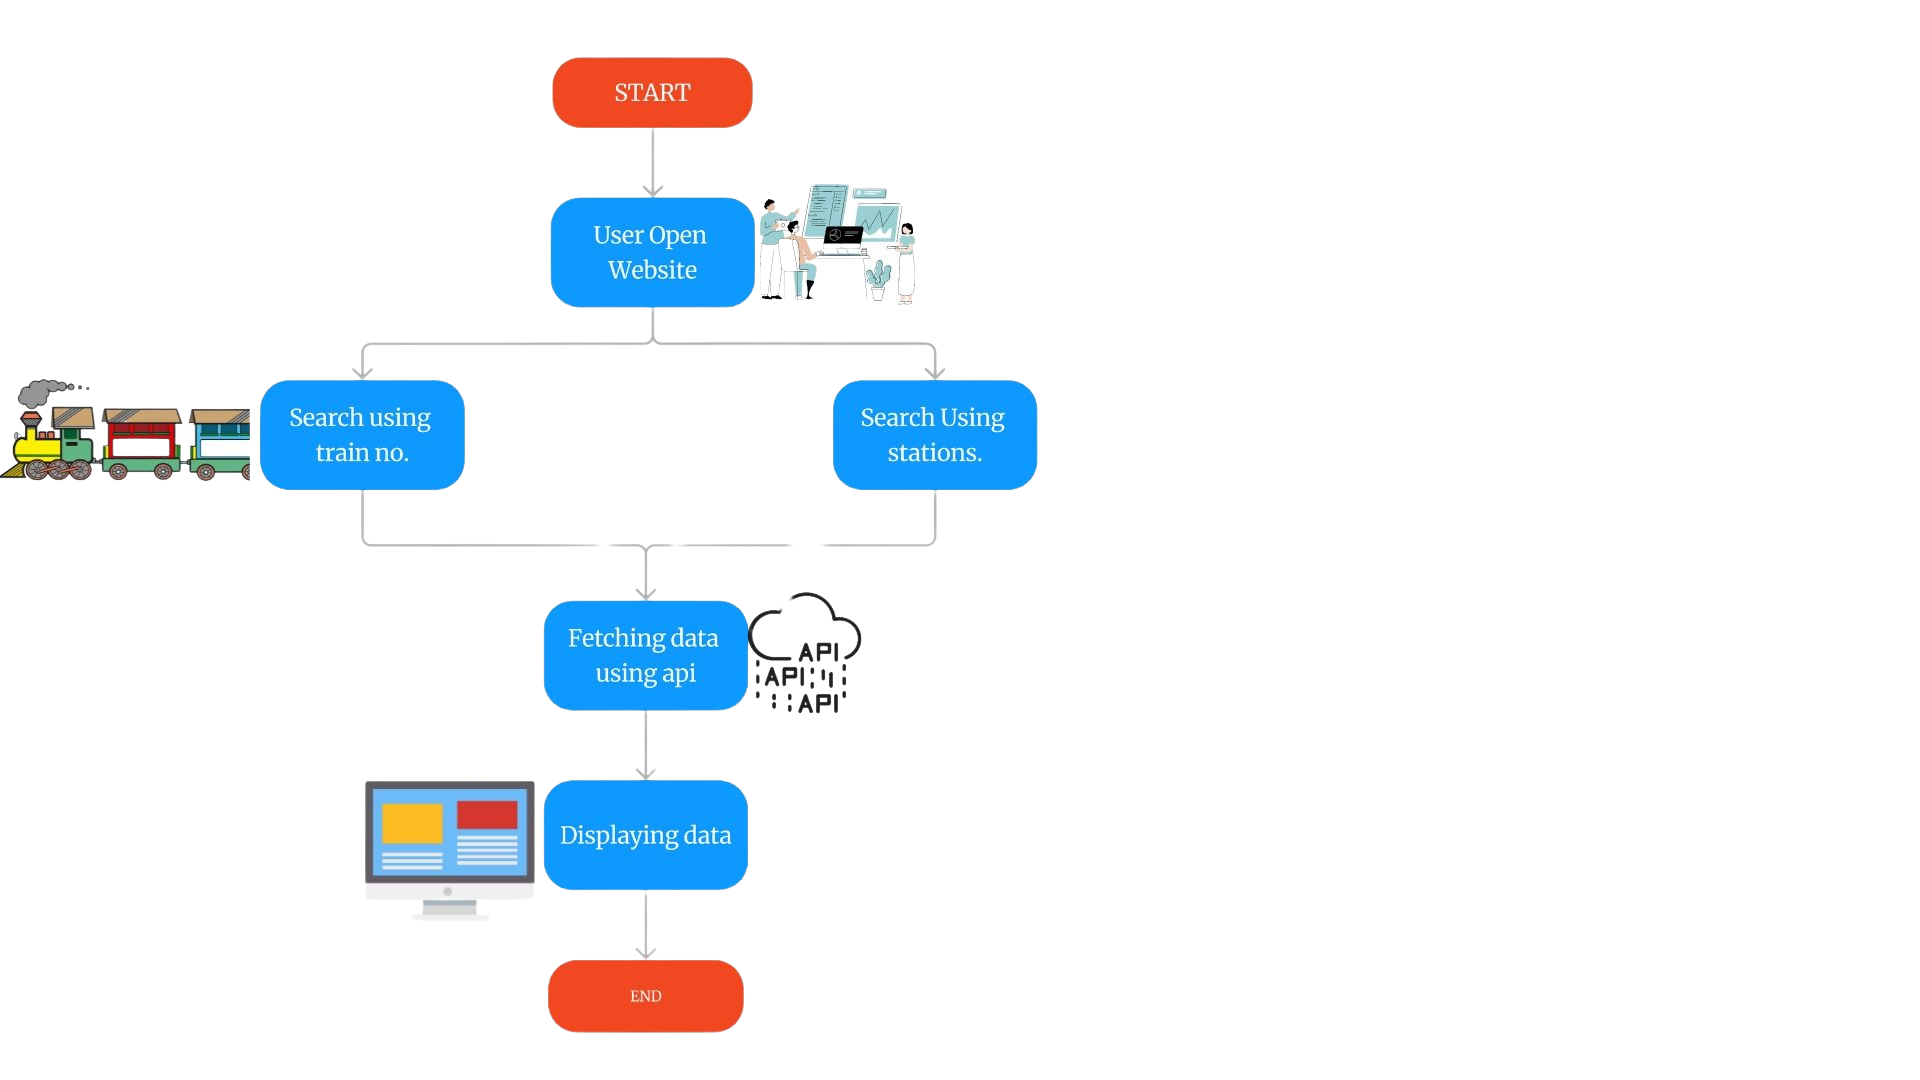 START
User Open
Website
Search using
train no.
Search Using
stations.
Fetching data
using api
API
API
API
Displaying data
END